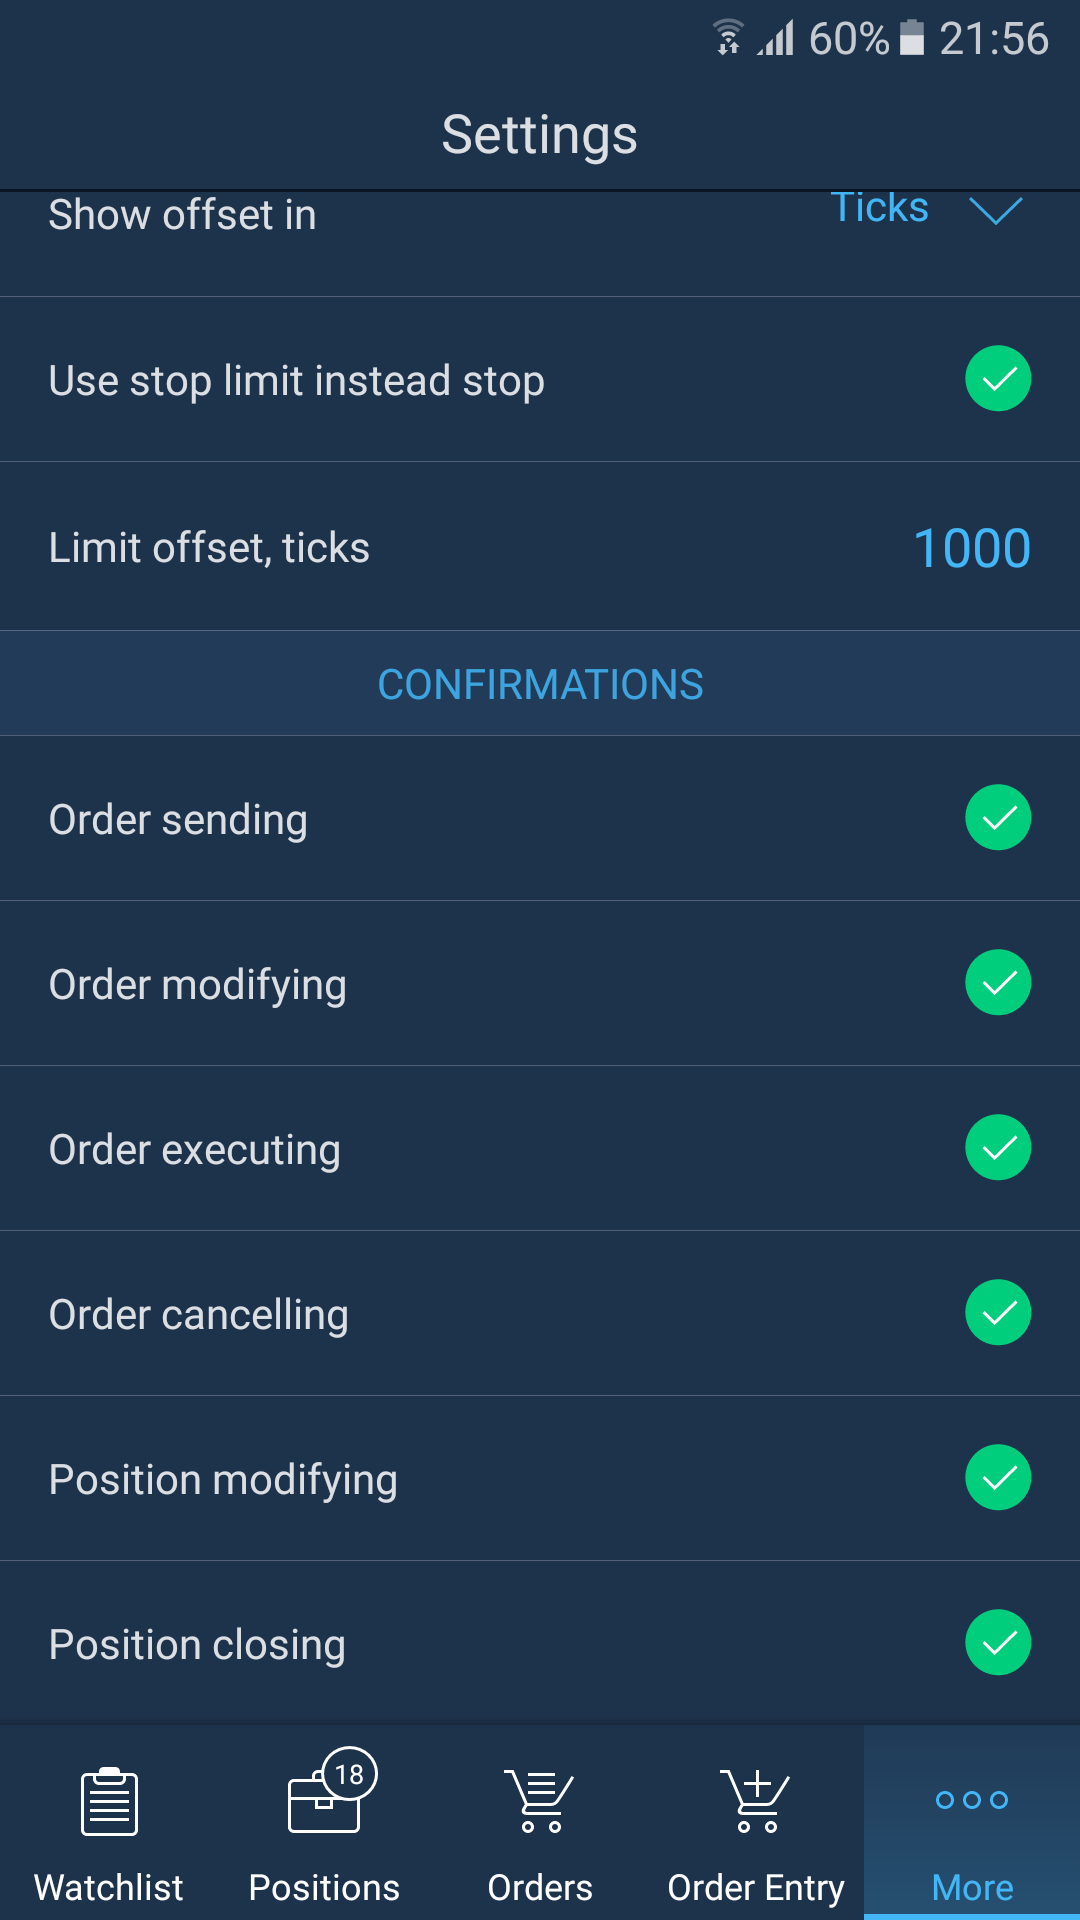 60% 21:56
Settings
Show offset in Ticks
Use stop limit instead stop
Limit offset, ticks 1000
CONFIRMATIONS
Order sending
Order modifying
Order executing
Order cancelling
Position modifying
Position closing
18
Watchlist Positions Orders Order Entry More